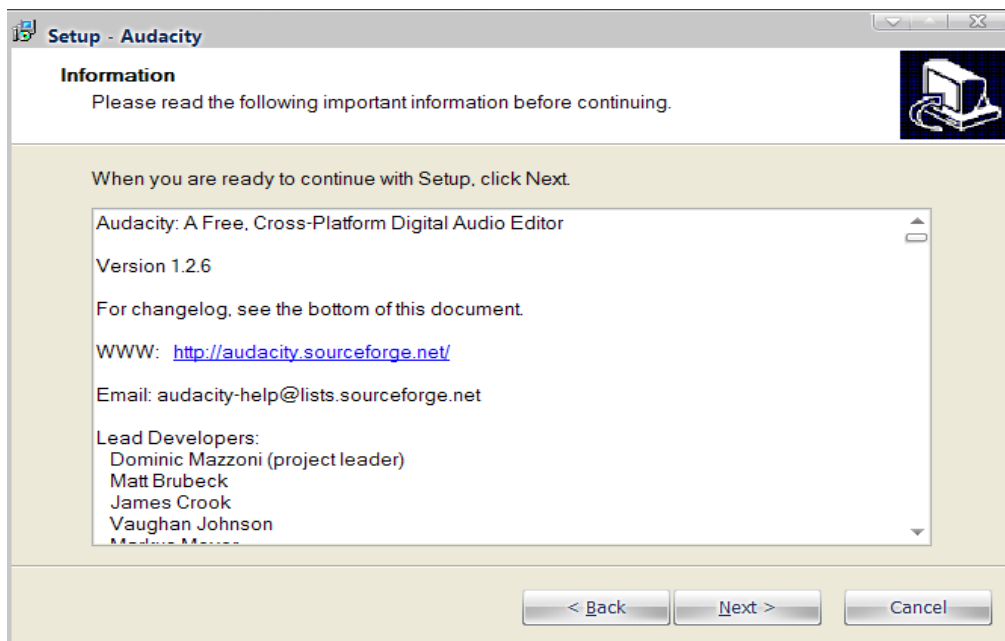 Setup - Audacity
Information
Please read the following important information before continuing.
When you are ready to continue with Setup, click Next.
Audacity: A Free, Cross-Platform Digital Audio Editor
Version 1.2.6
For changelog, see the bottom of this document.
WWW: http://audacity.sourceforge.net/
Email: audacity-help@lists.sourceforge.net
Lead Developers:
Dominic Mazzoni (project leader)
Matt Brubeck
James Crook
Vaughan Johnson
< Back Next > Cancel